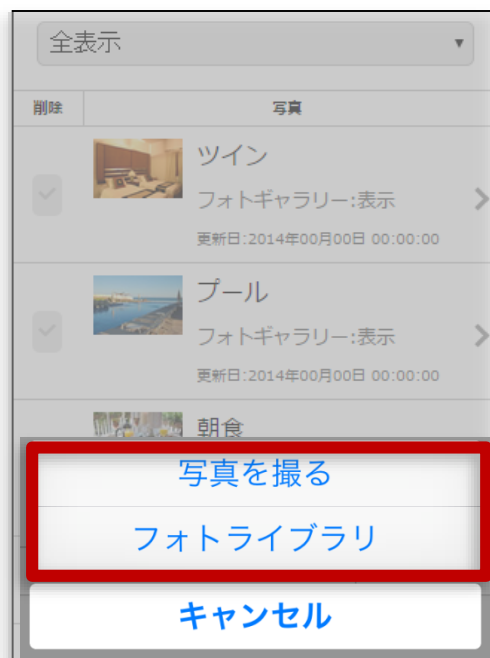 全表示
削除 写真
ツイン
フォトギャラリー:表示
更新日:2014年00月00日 00:00:00
プール
フォトギャラリー:表示
更新日:2014年00月00日 00:00:00
朝食
写真を撮る
フォトライブラリ
キャンセル